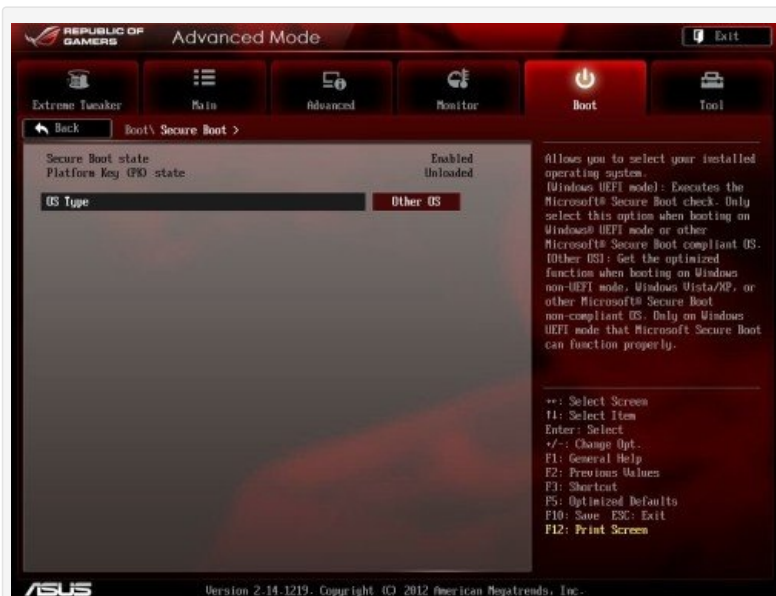 REPUBLIC OF
GAMERS
Advanced Mode
Exit
Extreme Tweaker
Main
Advanced
Monitor
Boot
Tool
Back
Boot\ Secure Boot >
Secure Boot state Enabled
Platform Key (PK) state Unloaded
OS Type Other OS
Allows you to select your installed
operating system.
[Windows UEFI mode]: Executes the
Microsoft® Secure Boot check. Only
select this option when booting on
Windows® UEFI mode or other
Microsoft® Secure Boot compliant OS.
[Other OS]: Get the optimized
function when booting on Windows
non-UEFI mode, Windows Vista/XP, or
other Microsoft® Secure Boot
non-compliant OS. Only on Windows
UEFI mode that Microsoft Secure Boot
can function properly.
→←: Select Screen
↑↓: Select Item
Enter: Select
+/-: Change Opt.
F1: General Help
F2: Previous Values
F3: Shortcut
F5: Optimized Defaults
F10: Save ESC: Exit
F12: Print Screen
ASUS
Version 2.14.1219. Copyright (C) 2012 American Megatrends, Inc.